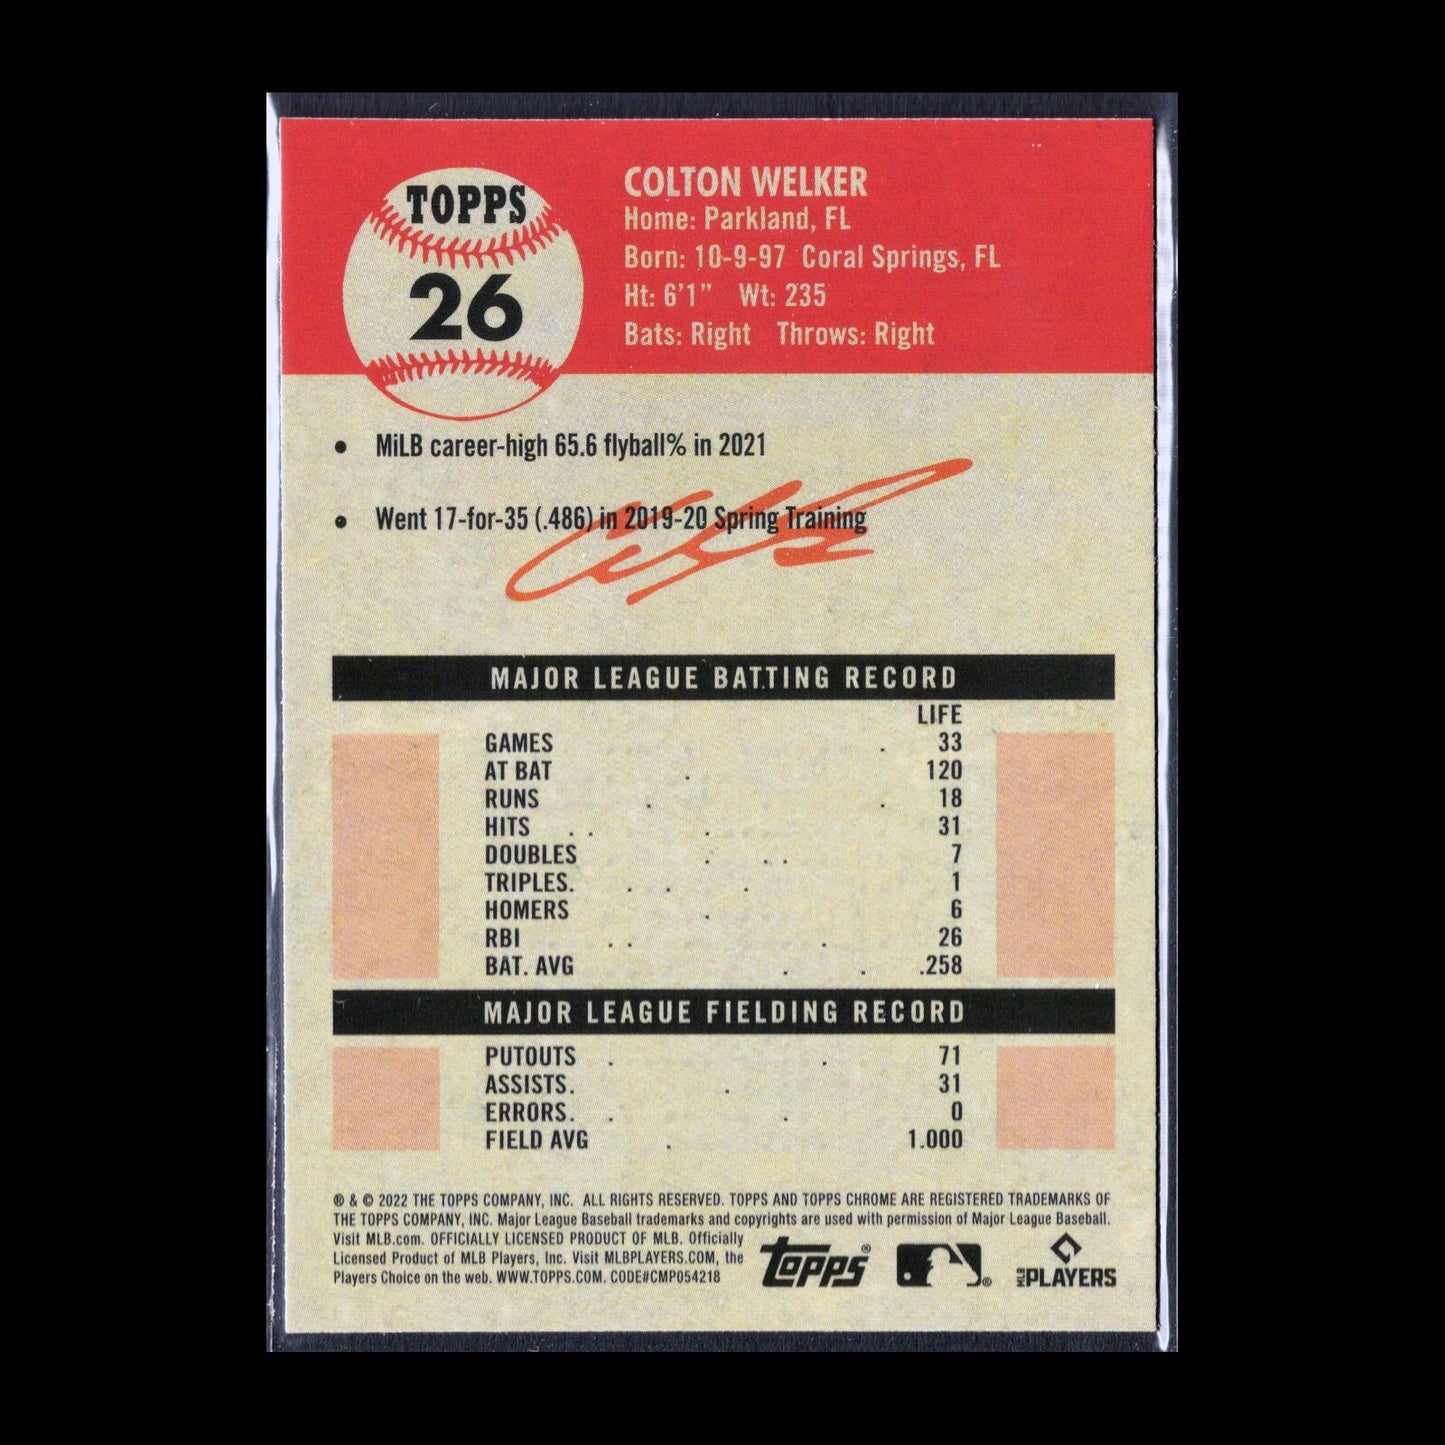 TOPPS
26
COLTON WELKER
Home: Parkland, FL
Born: 10-9-97 Coral Springs, FL
Ht: 6'1" Wt: 235
Bats: Right Throws: Right
• MiLB career-high 65.6 flyball% in 2021
• Went 17-for-35 (.486) in 2019-20 Spring Training
MAJOR LEAGUE BATTING RECORD
LIFE
GAMES . 33
AT BAT . 120
RUNS . . 18
HITS . . . 31
DOUBLES . . . 7
TRIPLES. . . . 1
HOMERS . 6
RBI . . . 26
BAT. AVG . . .258
MAJOR LEAGUE FIELDING RECORD
PUTOUTS . . 71
ASSISTS. . 31
ERRORS. . . 0
FIELD AVG . 1.000
® & © 2022 THE TOPPS COMPANY, INC. ALL RIGHTS RESERVED. TOPPS AND TOPPS CHROME ARE REGISTERED TRADEMARKS OF
THE TOPPS COMPANY, INC. Major League Baseball trademarks and copyrights are used with permission of Major League Baseball.
Visit MLB.com. OFFICIALLY LICENSED PRODUCT OF MLB. Officially
Licensed Product of MLB Players, Inc. Visit MLBPLAYERS.COM, the
Players Choice on the web. WWW.TOPPS.COM. CODE#CMP054218
Topps®
®
MLB PLAYERS